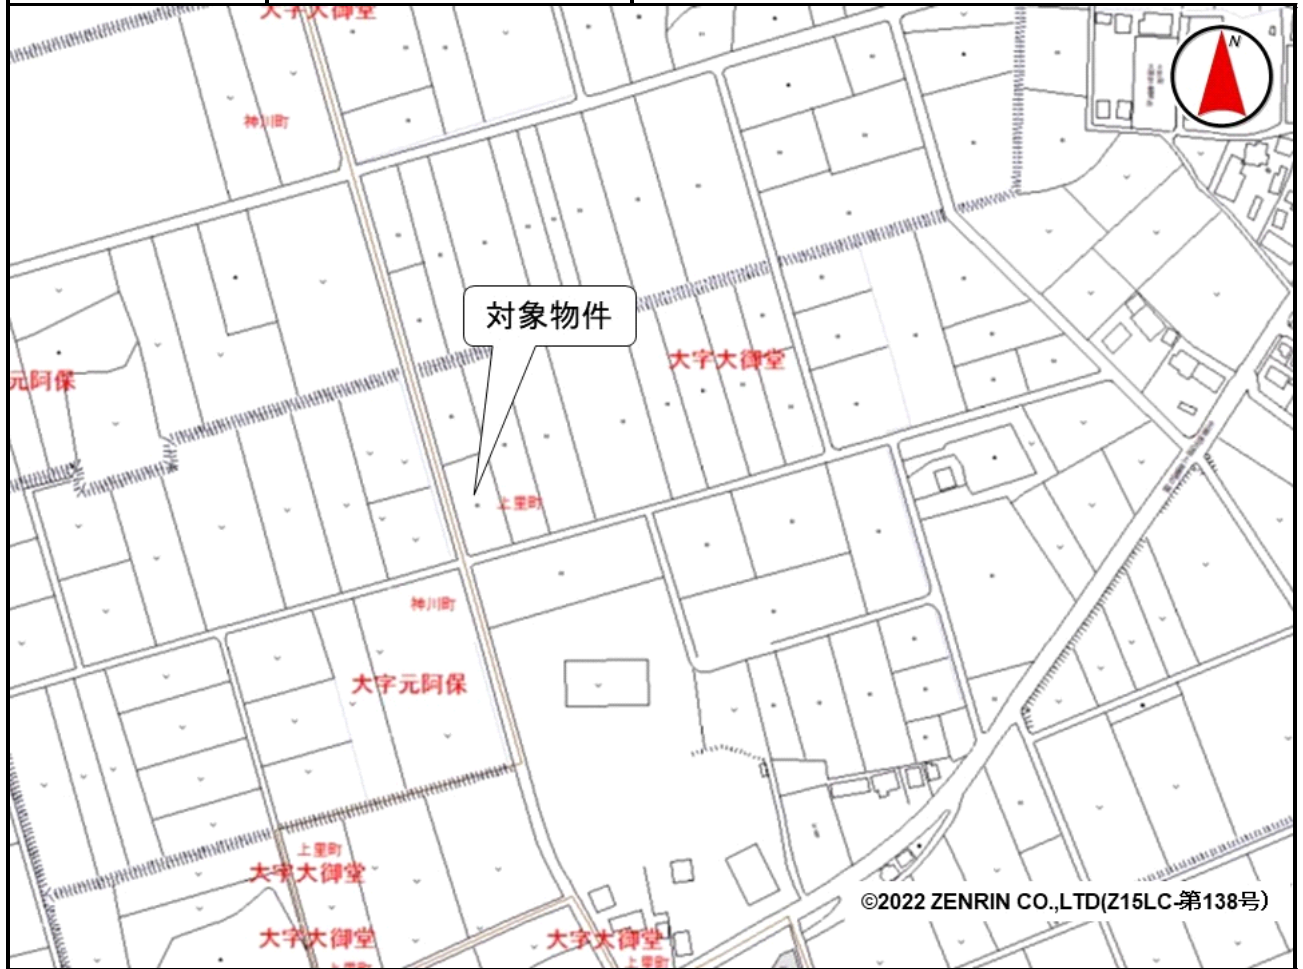 大字大御堂
N
神川町
対象物件
大字大御堂
元阿保
上里町
神川町
大字元阿保
上里町
大字大御堂
©2022 ZENRIN CO.,LTD(Z15LC-第138号)
大字大御堂
大字大御堂
上里町
上里町